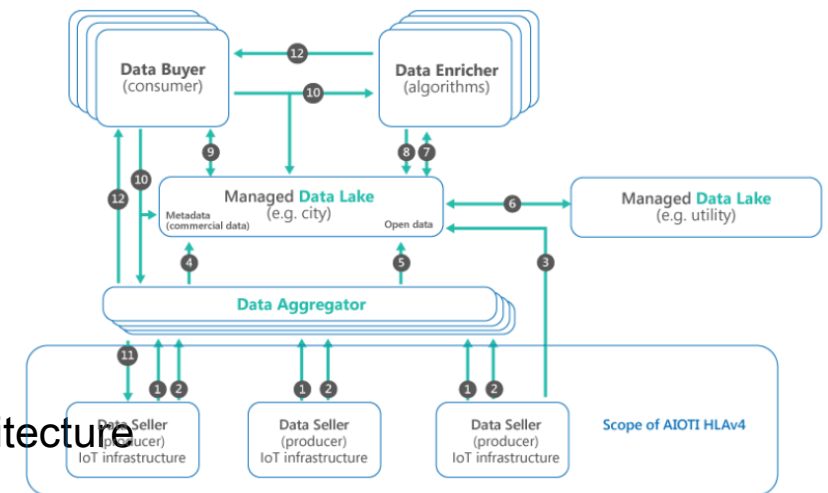 12
Data Buyer
(consumer)
Data Enricher
(algorithms)
10
9
8
7
10
12
Managed Data Lake
(e.g. city)
Metadata
(commercial data)
Open data
6
Managed Data Lake
(e.g. utility)
4
5
3
Data Aggregator
11
1
2
1
2
1
2
itecture
Data Seller
(producer)
IoT infrastructure
Data Seller
(producer)
IoT infrastructure
Data Seller
(producer)
IoT infrastructure
Scope of AIOTI HLAv4